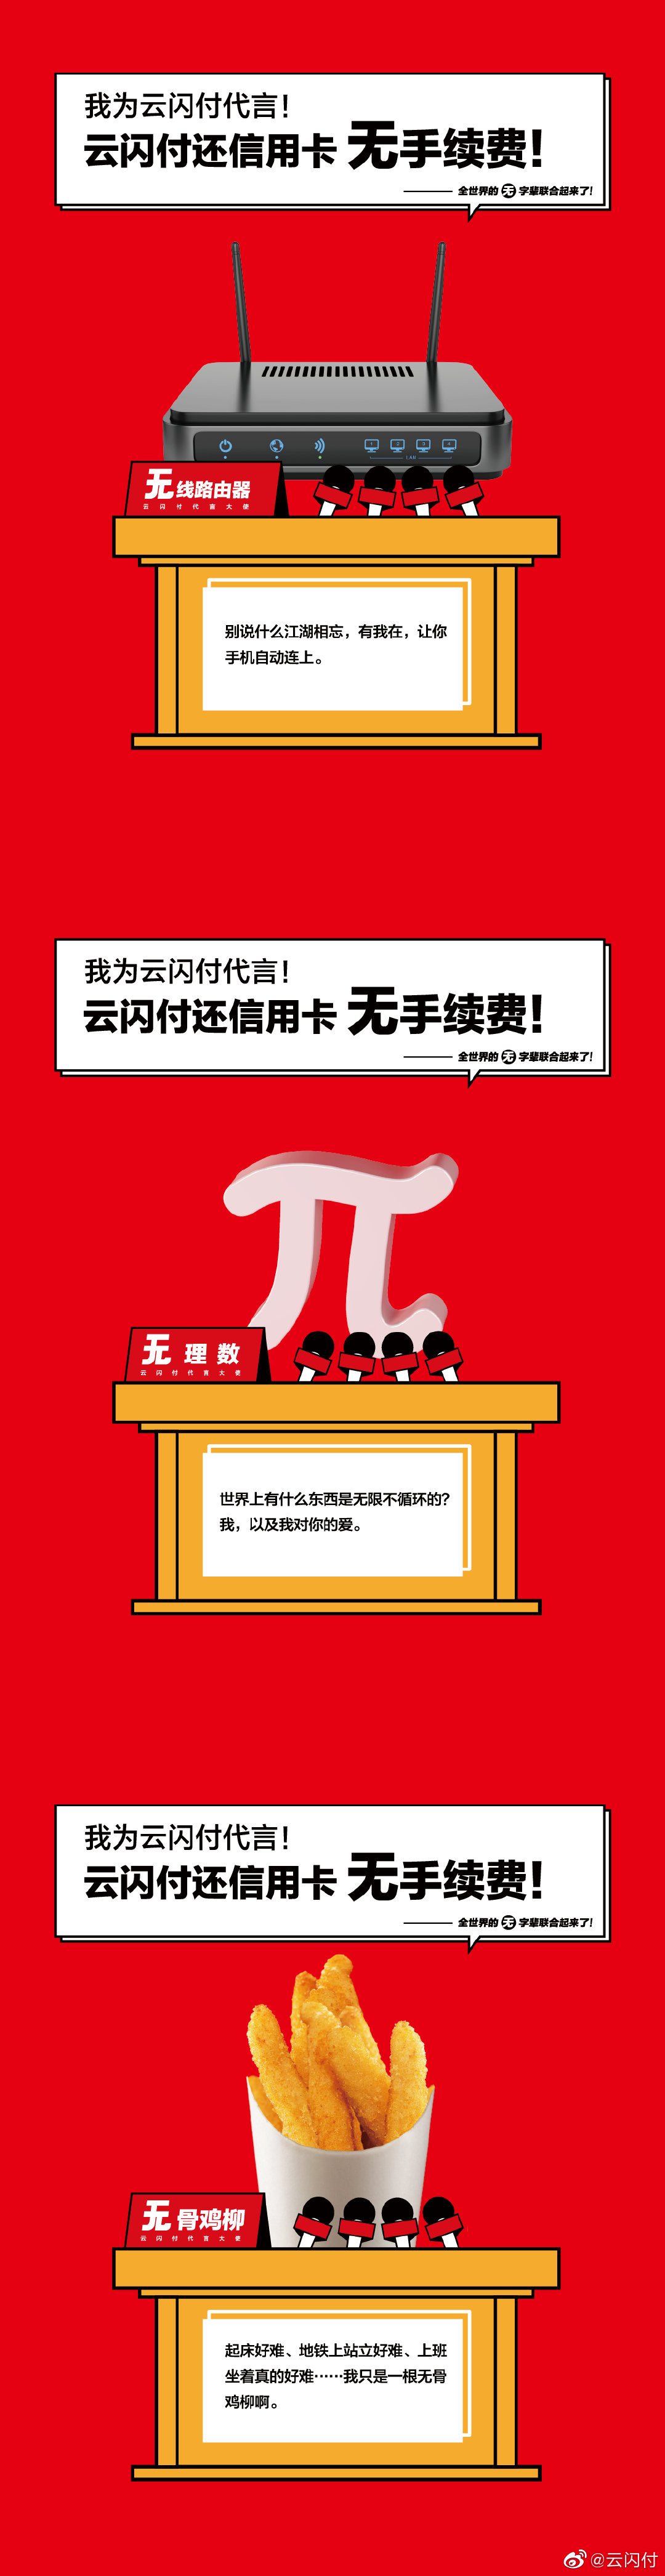 我为云闪付代言！
云闪付还信用卡 无手续费！
——— 全世界的 无 字辈联合起来了！
1 2 3 4
LAN
无线路由器
云闪付代言大使
别说什么江湖相忘，有我在，让你
手机自动连上。
我为云闪付代言！
云闪付还信用卡 无手续费！
——— 全世界的 无 字辈联合起来了！
无理数
云闪付代言大使
世界上有什么东西是无限不循环的？
我，以及我对你的爱。
我为云闪付代言！
云闪付还信用卡 无手续费！
——— 全世界的 无 字辈联合起来了！
无骨鸡柳
云闪付代言大使
起床好难、地铁上站立好难、上班
坐着真的好难……我只是一根无骨
鸡柳啊。
@云闪付